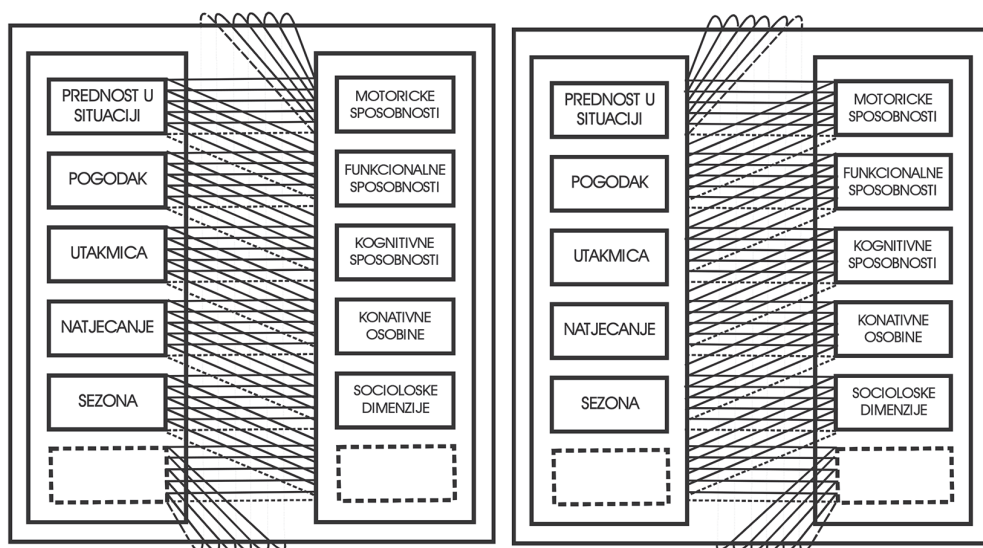 PREDNOST U
SITUACIJI
POGODAK
UTAKMICA
NATJECANJE
SEZONA
MOTORICKE
SPOSOBNOSTI
FUNKCIONALNE
SPOSOBNOSTI
KOGNITIVNE
SPOSOBNOSTI
KONATIVNE
OSOBINE
SOCIOLOSKE
DIMENZIJE
PREDNOST U
SITUACIJI
POGODAK
UTAKMICA
NATJECANJE
SEZONA
MOTORICKE
SPOSOBNOSTI
FUNKCIONALNE
SPOSOBNOSTI
KOGNITIVNE
SPOSOBNOSTI
KONATIVNE
OSOBINE
SOCIOLOSKE
DIMENZIJE